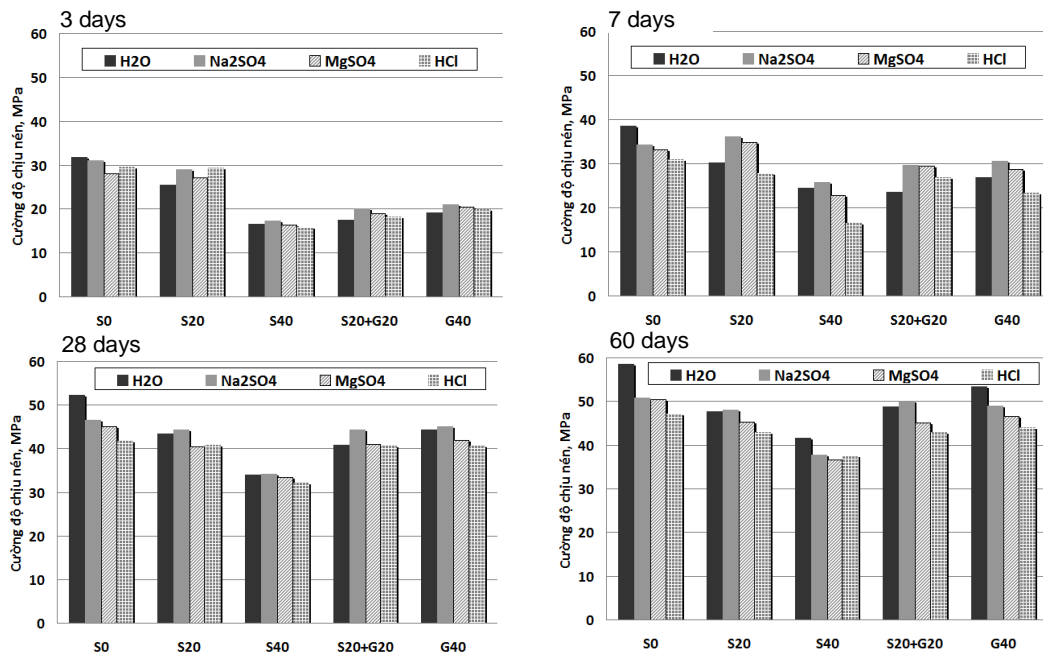 3 days
60
50
40
30
20
10
0
Cường độ chịu nén, MPa
H2O Na2SO4 MgSO4 HCl
S0 S20 S40 S20+G20 G40
7 days
60
50
40
30
20
10
0
Cường độ chịu nén, MPa
H2O Na2SO4 MgSO4 HCl
S0 S20 S40 S20+G20 G40
28 days
60
50
40
30
20
10
0
Cường độ chịu nén, MPa
H2O Na2SO4 MgSO4 HCl
S0 S20 S40 S20+G20 G40
60 days
60
50
40
30
20
10
0
Cường độ chịu nén, MPa
H2O Na2SO4 MgSO4 HCl
S0 S20 S40 S20+G20 G40